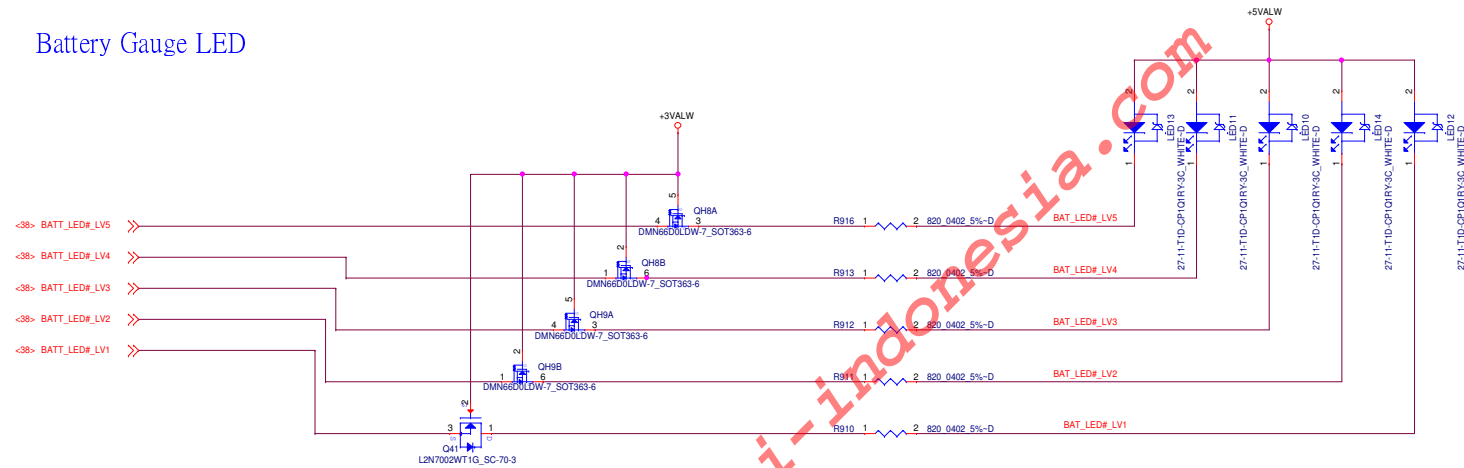 Battery Gauge LED
+5VALW
+3VALW
2 2 2 2 2
LED13 LED11 LED10 LED14 LED12
27-11-T1D-CP1Q1RY-3C_WHITE~D
27-11-T1D-CP1Q1RY-3C_WHITE~D
27-11-T1D-CP1Q1RY-3C_WHITE~D
27-11-T1D-CP1Q1RY-3C_WHITE~D
27-11-T1D-CP1Q1RY-3C_WHITE~D
1 1 1 1 1
5
QH8A
<38> BATT_LED#_LV5 4 3 R916 1 2 820_0402_5%~D BAT_LED#_LV5
DMN66D0LDW-7_SOT363-6
2
QH8B
<38> BATT_LED#_LV4 1 6 R913 1 2 820_0402_5%~D BAT_LED#_LV4
DMN66D0LDW-7_SOT363-6
5
QH9A
<38> BATT_LED#_LV3 4 3 R912 1 2 820_0402_5%~D BAT_LED#_LV3
DMN66D0LDW-7_SOT363-6
2
QH9B
<38> BATT_LED#_LV2 1 6 R911 1 2 820_0402_5%~D BAT_LED#_LV2
DMN66D0LDW-7_SOT363-6
2
<38> BATT_LED#_LV1 3 S D 1 R910 1 2 820_0402_5%~D BAT_LED#_LV1
Q41
L2N7002WT1G_SC-70-3
i-indonesia.com